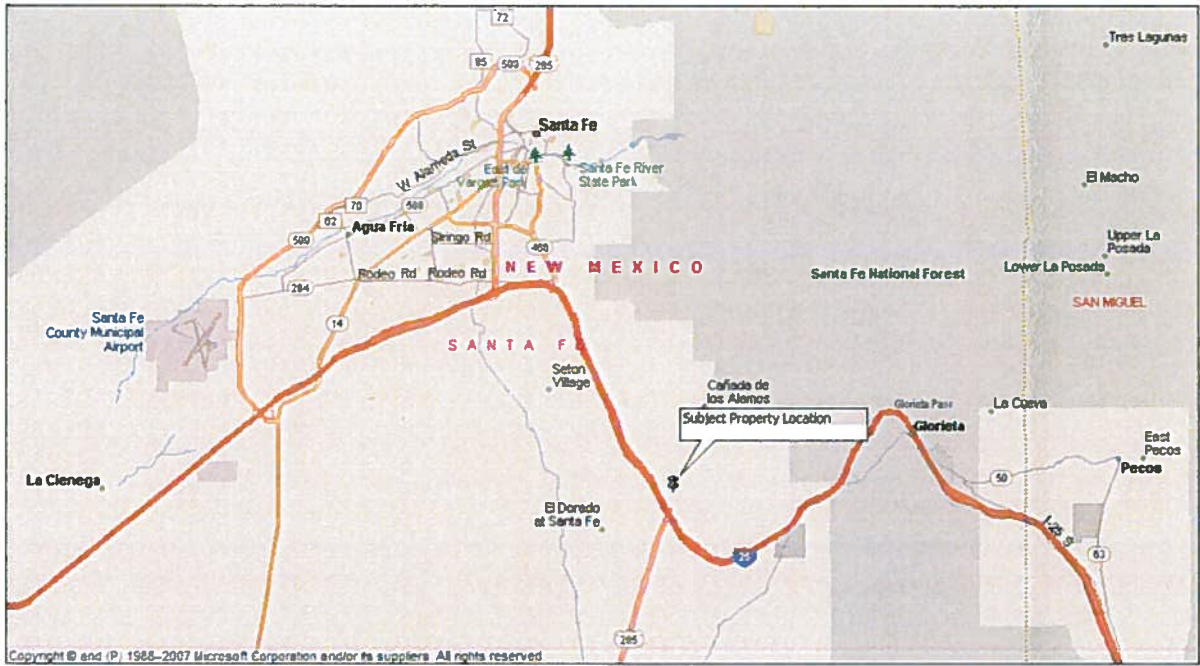 72
Tres Lagunas
85
599
285
Santa Fe
W. Alameda St
East de
Vargas Park
Santa Fe River
State Park
El Macho
70
588
62
Agua Fria
599
Siringo Rd
466
Upper La
Posada
NEW MEXICO
Santa Fe National Forest
Lower La Posada
Rodeo Rd
Rodeo Rd
284
SAN MIGUEL
Santa Fe
County Municipal
Airport
14
SANTA FE
Seton
Village
Cañada de
los Alamos
Glorieta Pass
La Cueva
Subject Property Location
Glorieta
East
Pecos
Pecos
La Cienega
50
El Dorado
at Santa Fe
I-25 S
63
25
285
Copyright © and (P) 1988–2007 Microsoft Corporation and/or its suppliers. All rights reserved